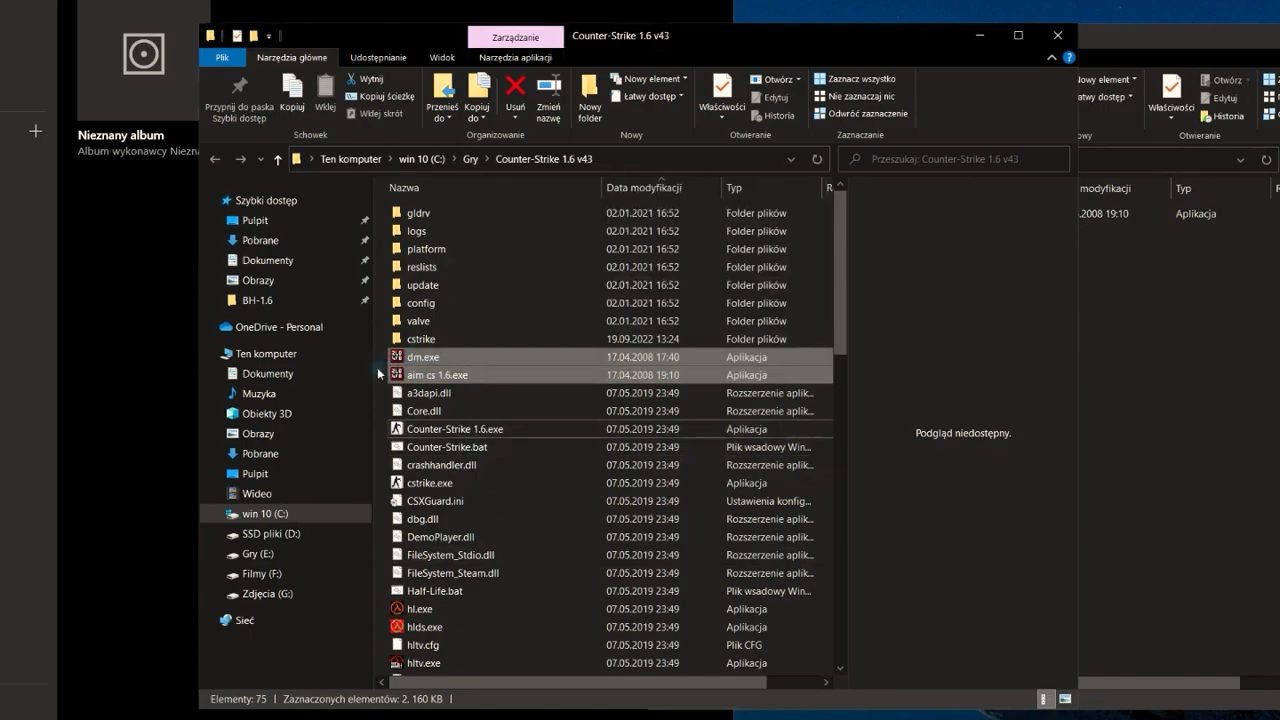 Nieznany album
Album wykonawcy Niezna
Zarządzanie
Counter-Strike 1.6 v43
Plik
Narzędzia główne
Udostępnianie
Widok
Narzędzia aplikacji
Przypnij do paska
Szybki dostęp
Kopiuj
Wklej
Wytnij
Kopiuj ścieżkę
Wklej skrót
Schowek
Przenieś
do
Kopiuj
do
Usuń
Zmień
nazwę
Organizowanie
Nowy
folder
Nowy element
Łatwy dostęp
Nowy
Właściwości
Otwórz
Edytuj
Historia
Otwieranie
Zaznacz wszystko
Nie zaznaczaj nic
Odwróć zaznaczenie
Zaznaczanie
owy element
atwy dostęp
owy
Właściwości
Otwórz
Edytuj
Historia
Otwieranie
Ten komputer
win 10 (C:)
Gry
Counter-Strike 1.6 v43
Przeszukaj: Counter-Strike 1.6 v43
Szybki dostęp
Pulpit
Pobrane
Dokumenty
Obrazy
BH-1.6
OneDrive - Personal
Ten komputer
Dokumenty
Muzyka
Obiekty 3D
Obrazy
Pobrane
Pulpit
Wideo
win 10 (C:)
SSD pliki (D:)
Gry (E:)
Filmy (F:)
Zdjęcia (G:)
Sieć
Nazwa Data modyfikacji Typ R
gldrv 02.01.2021 16:52 Folder plików
logs 02.01.2021 16:52 Folder plików
platform 02.01.2021 16:52 Folder plików
reslists 02.01.2021 16:52 Folder plików
update 02.01.2021 16:52 Folder plików
config 02.01.2021 16:52 Folder plików
valve 02.01.2021 16:52 Folder plików
cstrike 19.09.2022 13:24 Folder plików
dm.exe 17.04.2008 17:40 Aplikacja
aim cs 1.6.exe 17.04.2008 19:10 Aplikacja
a3dapi.dll 07.05.2019 23:49 Rozszerzenie aplik...
Core.dll 07.05.2019 23:49 Rozszerzenie aplik...
Counter-Strike 1.6.exe 07.05.2019 23:49 Aplikacja
Counter-Strike.bat 07.05.2019 23:49 Plik wsadowy Win...
crashhandler.dll 07.05.2019 23:49 Rozszerzenie aplik...
cstrike.exe 07.05.2019 23:49 Aplikacja
CSXGuard.ini 07.05.2019 23:49 Ustawienia konfig...
dbg.dll 07.05.2019 23:49 Rozszerzenie aplik...
DemoPlayer.dll 07.05.2019 23:49 Rozszerzenie aplik...
FileSystem_Stdio.dll 07.05.2019 23:49 Rozszerzenie aplik...
FileSystem_Steam.dll 07.05.2019 23:49 Rozszerzenie aplik...
Half-Life.bat 07.05.2019 23:49 Plik wsadowy Win...
hl.exe 07.05.2019 23:49 Aplikacja
hlds.exe 07.05.2019 23:49 Aplikacja
hltv.cfg 07.05.2019 23:49 Plik CFG
hltv.exe 07.05.2019 23:49 Aplikacja
Podgląd niedostępny.
modyfikacji Typ
.2008 19:10 Aplikacja
Elementy: 75 Zaznaczonych elementów: 2. 160 KB